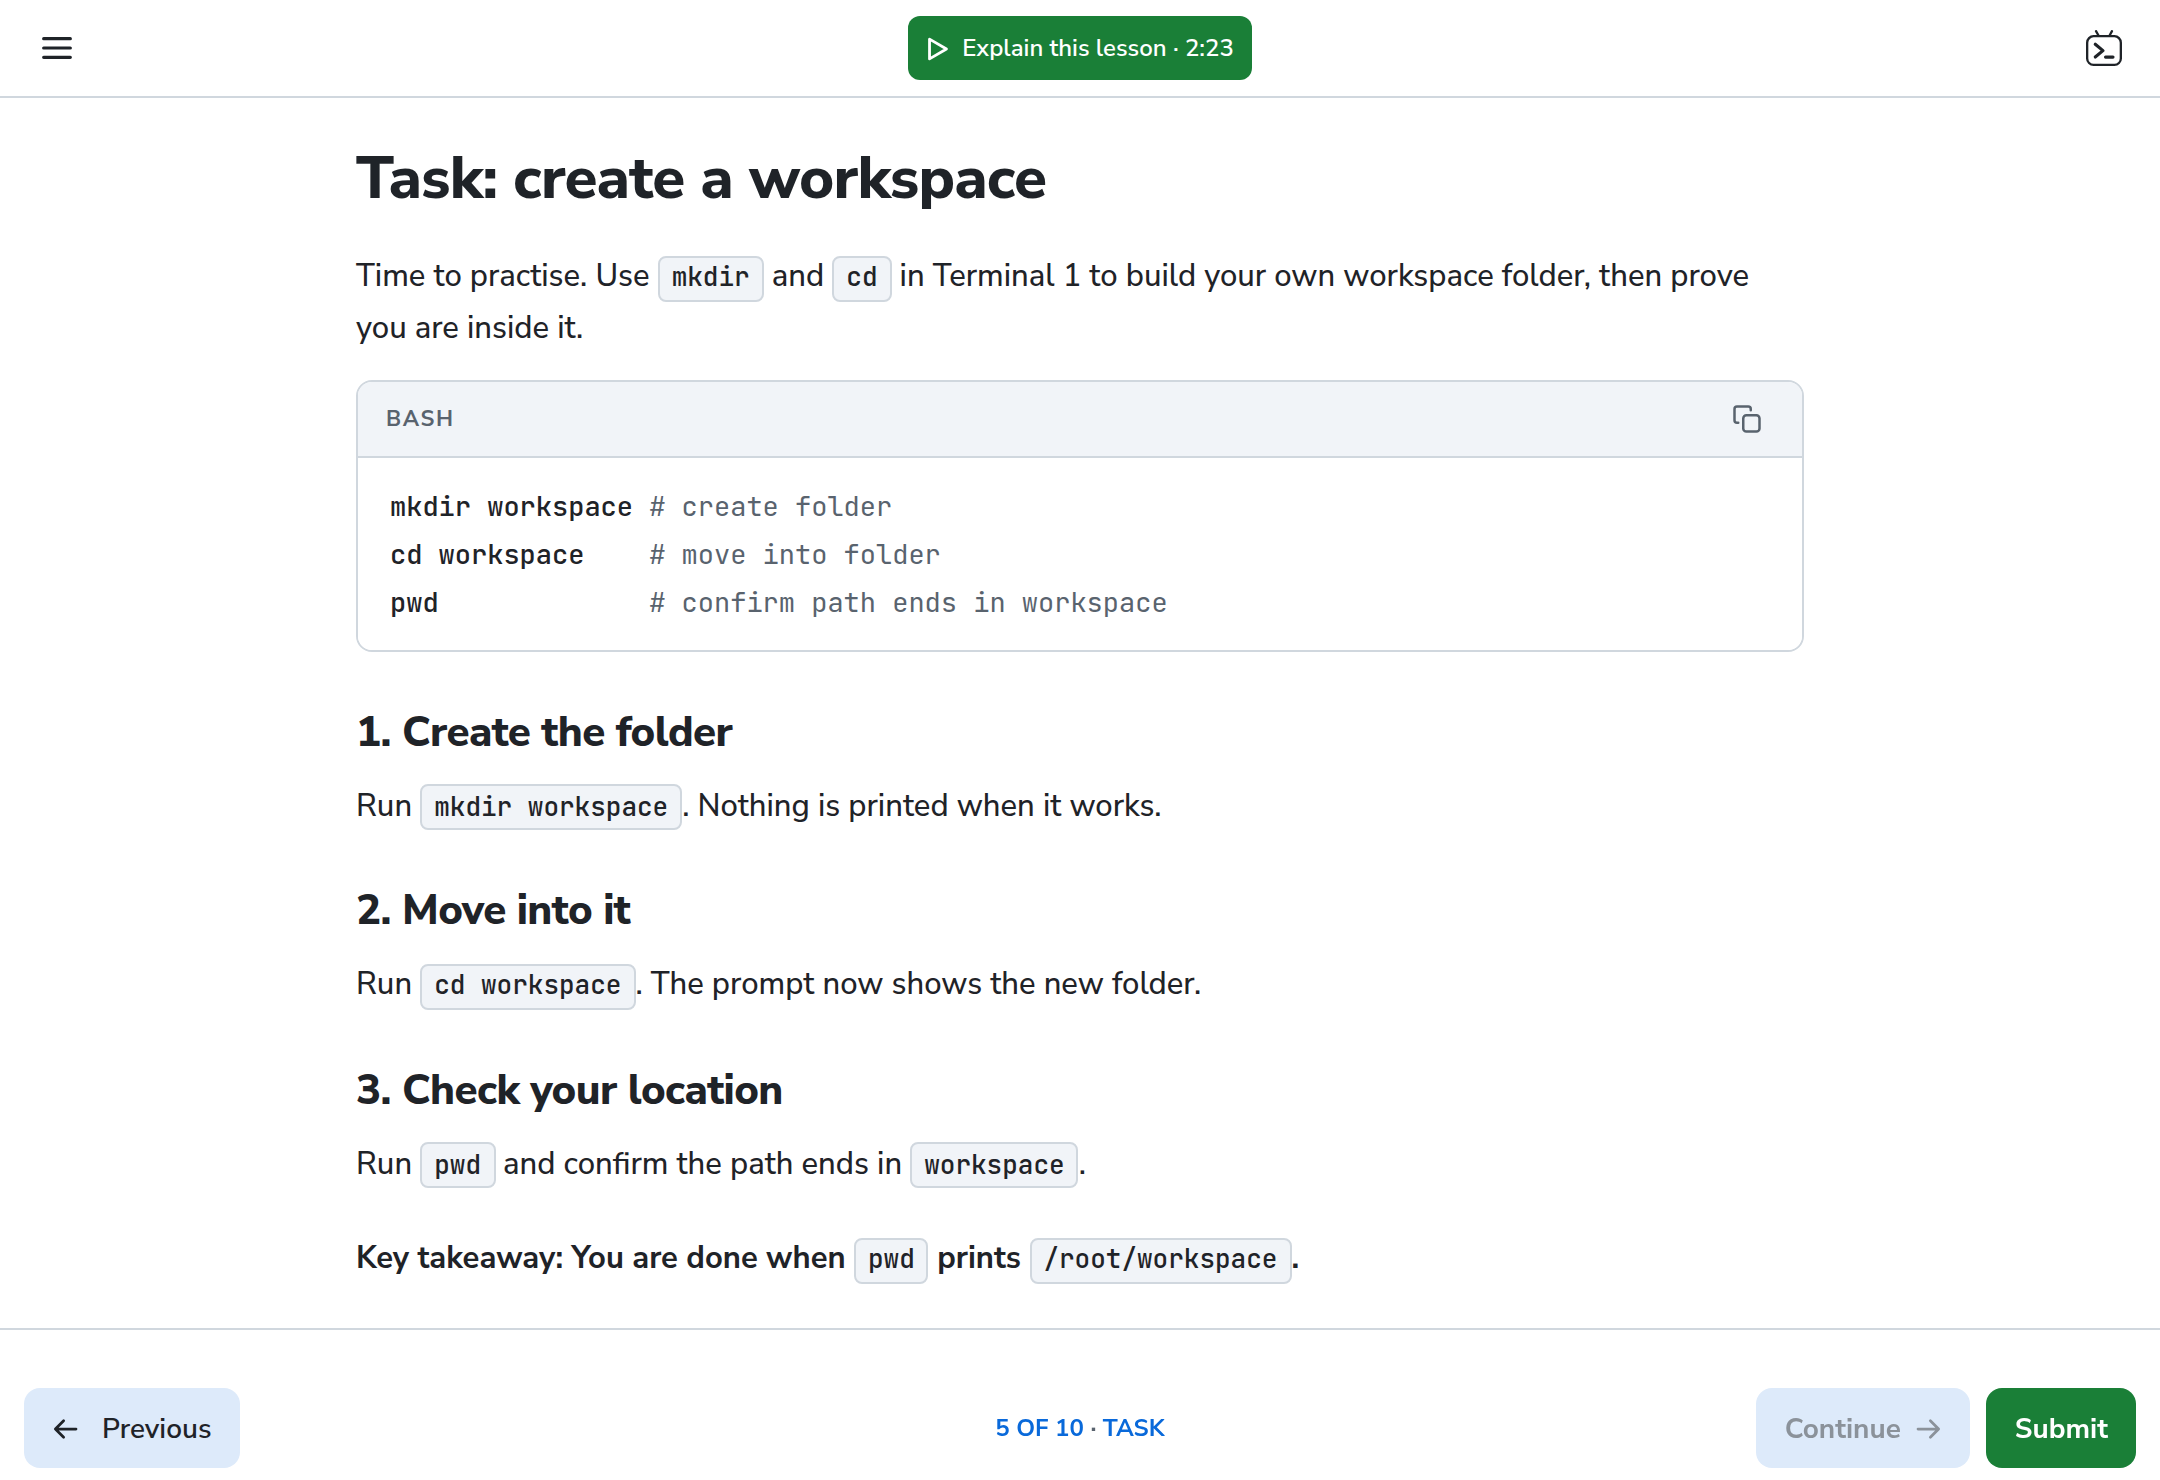 Explain this lesson · 2:23
Task: create a workspace
Time to practise. Use mkdir and cd in Terminal 1 to build your own workspace folder, then prove
you are inside it.
BASH
mkdir workspace # create folder
cd workspace    # move into folder
pwd             # confirm path ends in workspace
1. Create the folder
Run mkdir workspace. Nothing is printed when it works.
2. Move into it
Run cd workspace. The prompt now shows the new folder.
3. Check your location
Run pwd and confirm the path ends in workspace.
Key takeaway: You are done when pwd prints /root/workspace.
Previous
5 OF 10 · TASK
Continue
Submit